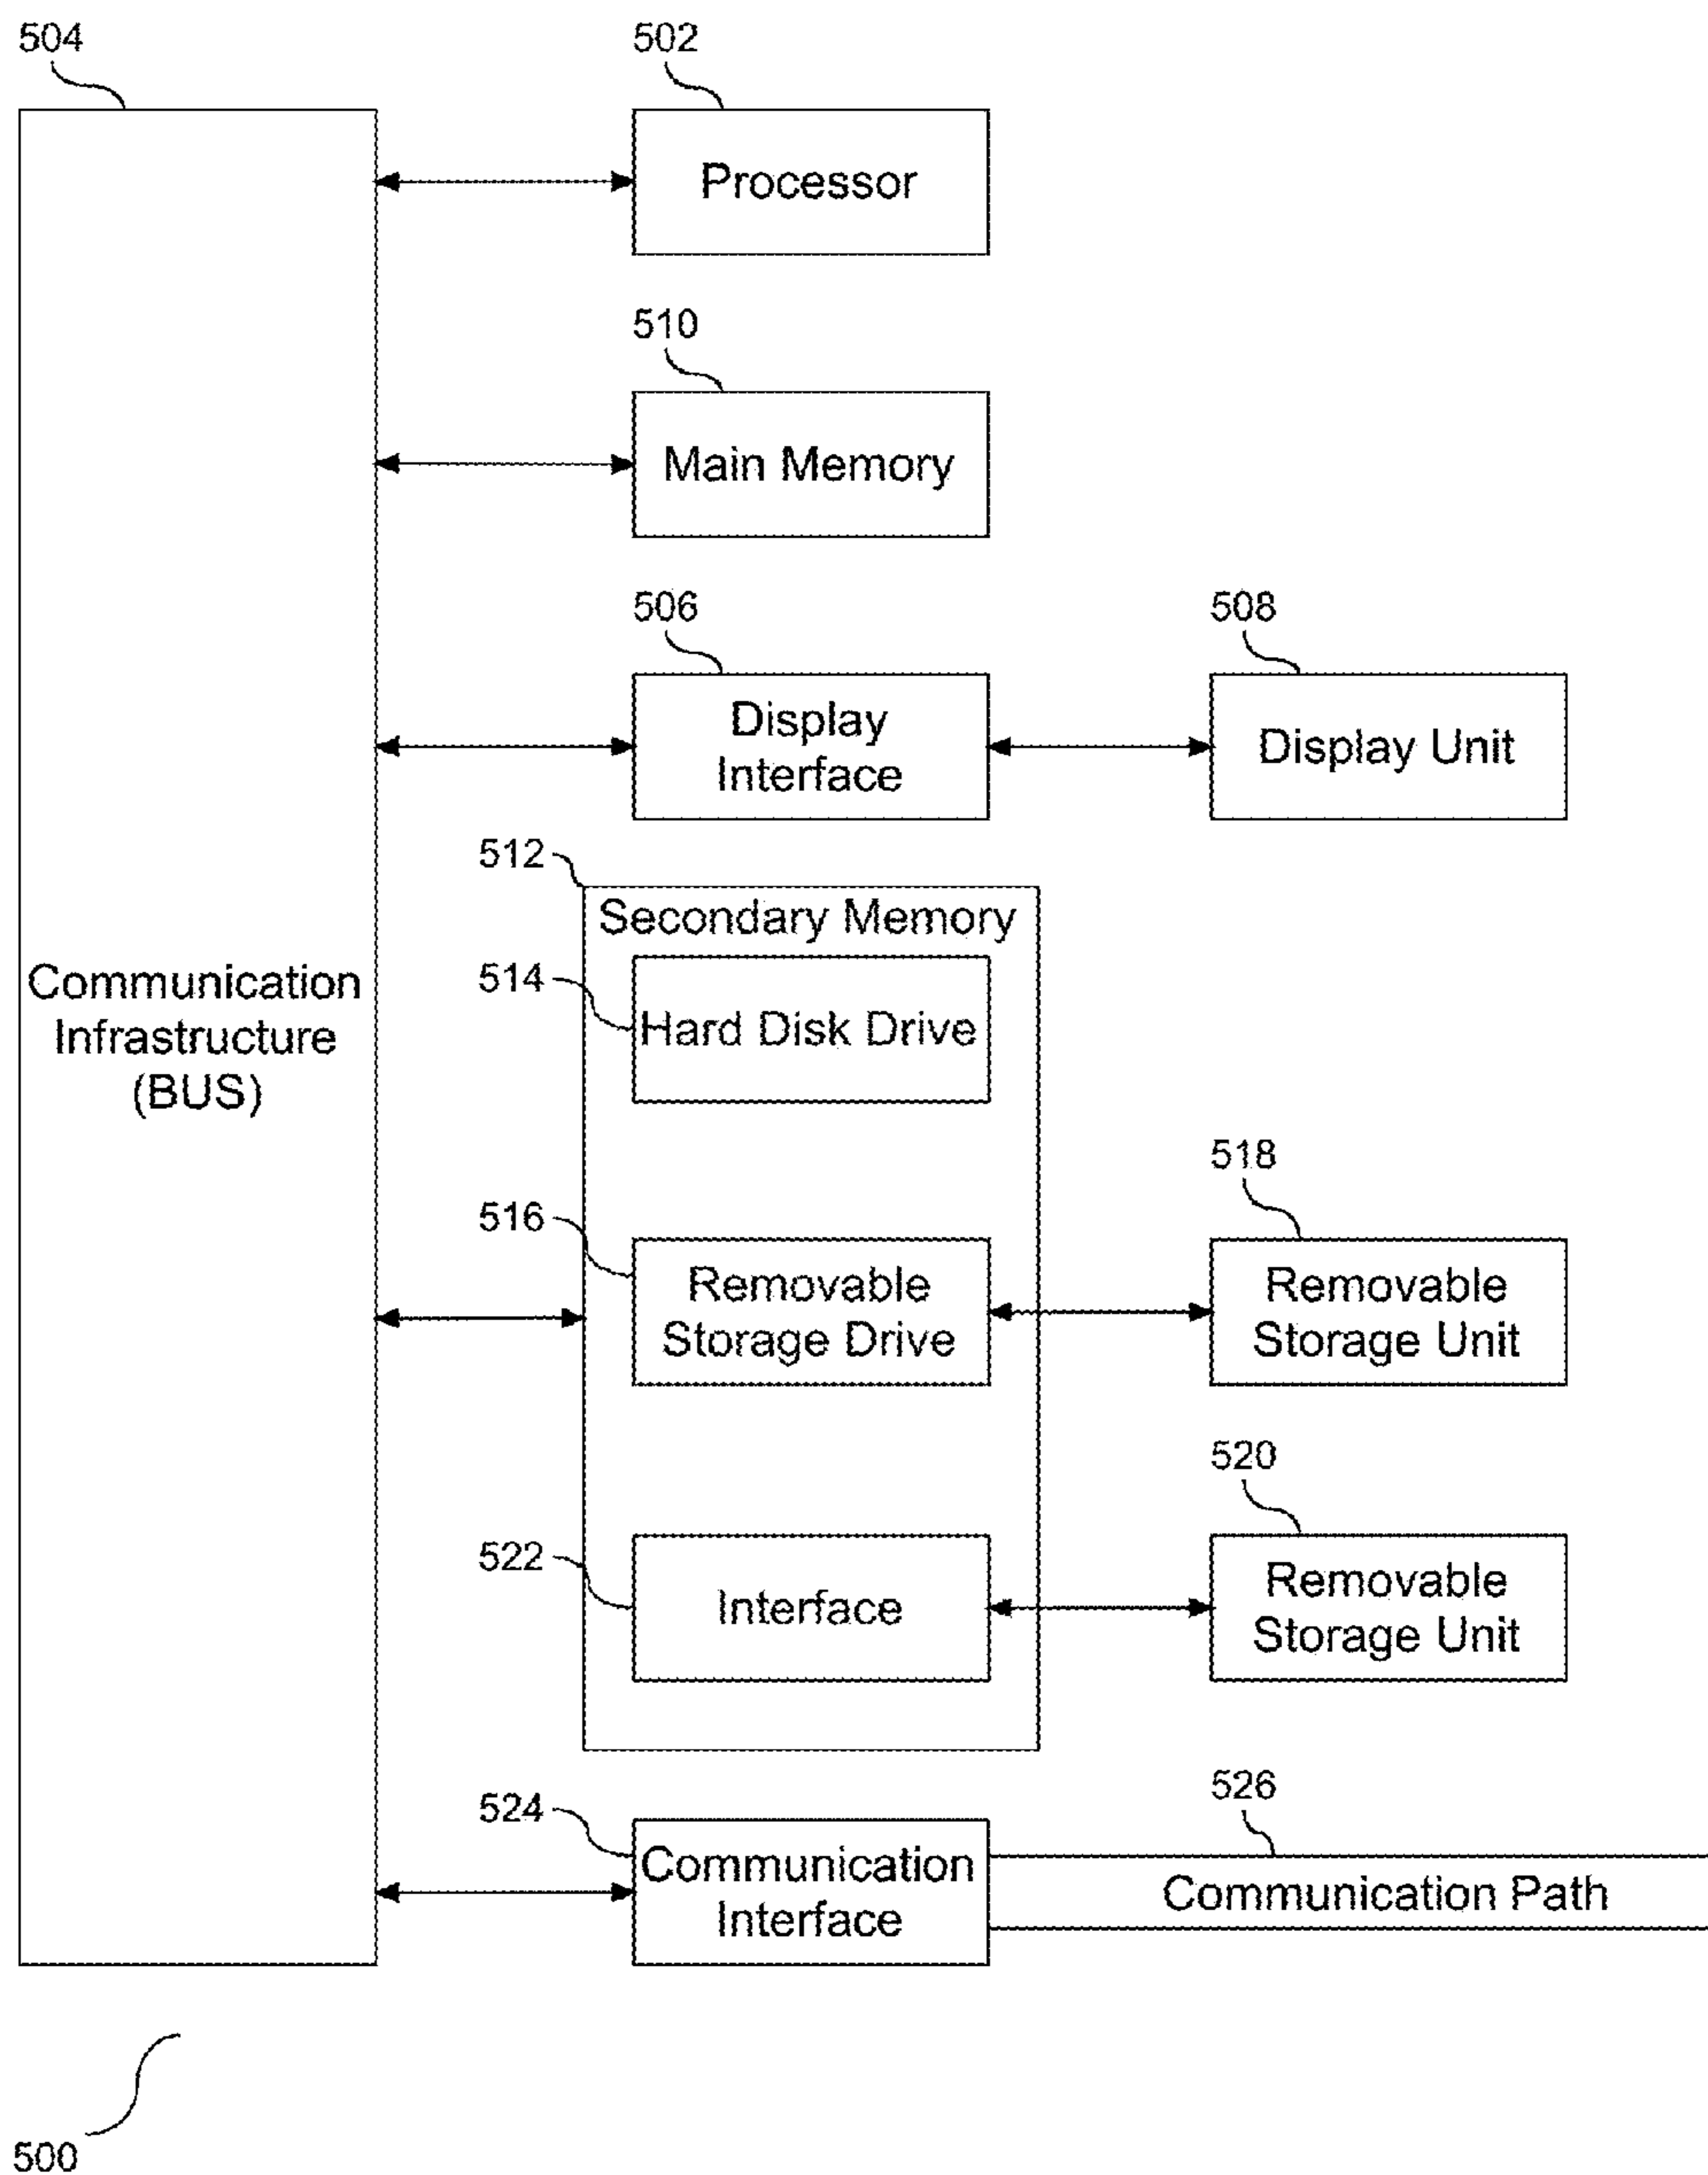 504
502
Processor
510
Main Memory
506
508
Display
Interface
Display Unit
512
Secondary Memory
514
Hard Disk Drive
Communication
Infrastructure
(BUS)
516
518
Removable
Storage Drive
Removable
Storage Unit
520
522
Interface
Removable
Storage Unit
524
526
Communication
Interface
Communication Path
500